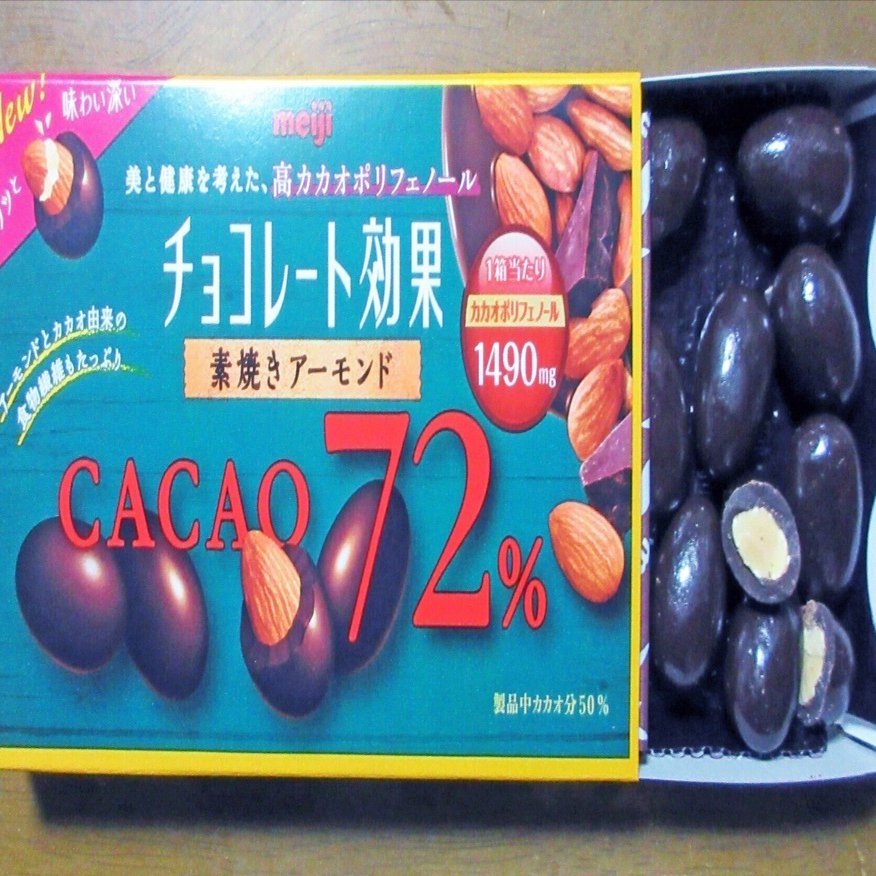 New!
味わい深い
meiji
美と健康を考えた、高カカオポリフェノール
チョコレート効果
素焼きアーモンド
1箱当たり
カカオポリフェノール
1490mg
アーモンドとカカオ由来の
食物繊維もたっぷり
CACAO 72%
製品中カカオ分50%